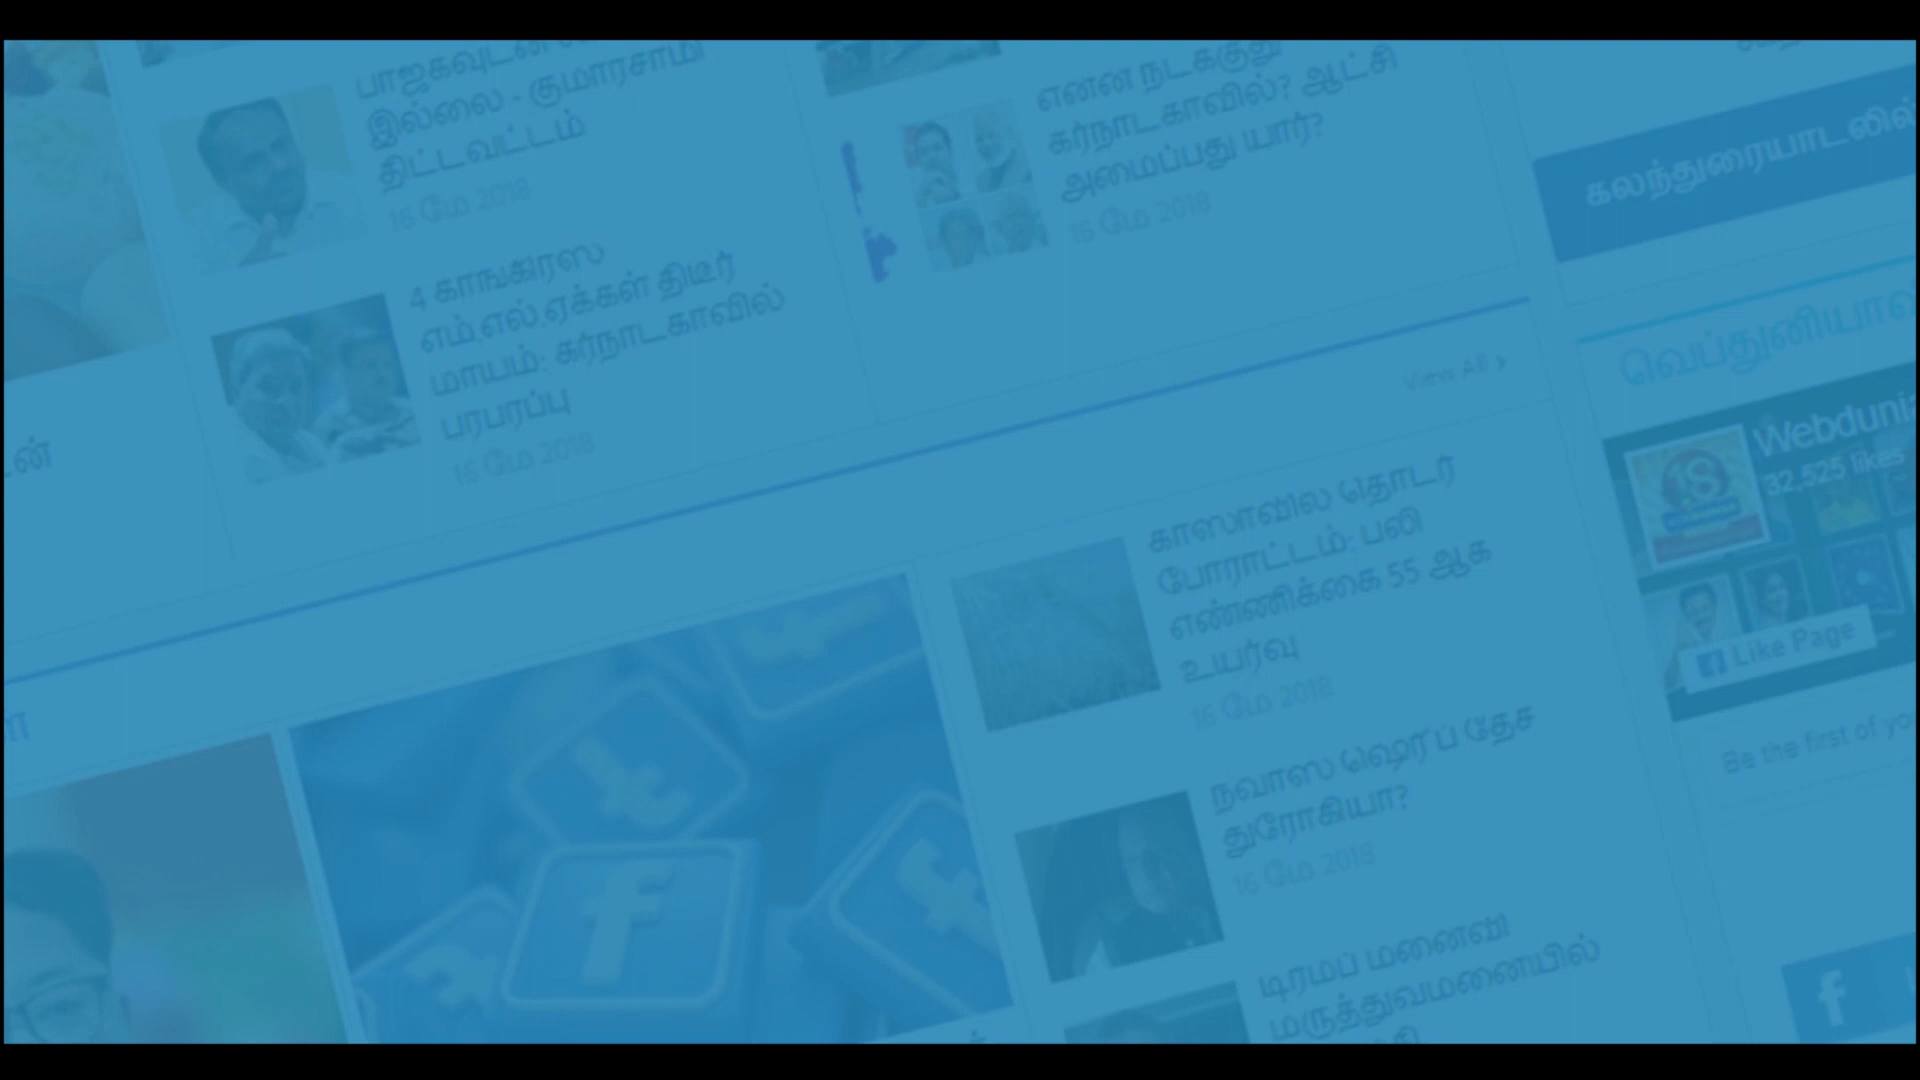 பாஜகவுடன்
இல்லை - குமாரசாமி
திட்டவட்டம்
16 மே 2018
4 காங்கிரஸ்
எம்.எல்.ஏக்கள் திடீர்
மாயம்: கர்நாடகாவில்
பரபரப்பு
16 மே 2018
என்ன நடக்குது
கர்நாடகாவில்? ஆட்சி
அமைப்பது யார்?
16 மே 2018
கலந்துரையாடலில்
View All ›
காஸாவில் தொடர்
போராட்டம்: பலி
எண்ணிக்கை 55 ஆக
உயர்வு
16 மே 2018
நவாஸ் ஷெரீப் தேச
துரோகியா?
16 மே 2018
டிரம்ப் மனைவி
மருத்துவமனையில்
வெப்துனியாவை
Webdunia
32,525 likes
Like Page
Be the first of yo